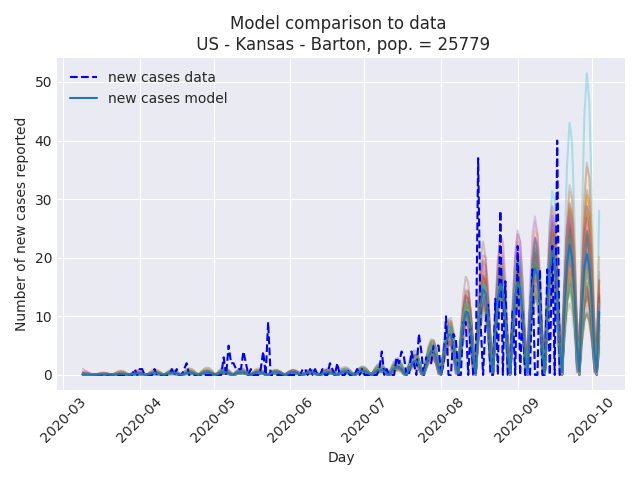 Model comparison to data
US - Kansas - Barton, pop. = 25779
new cases data
new cases model
Number of new cases reported
50
40
30
20
10
0
2020-03
2020-04
2020-05
2020-06
2020-07
2020-08
2020-09
2020-10
Day